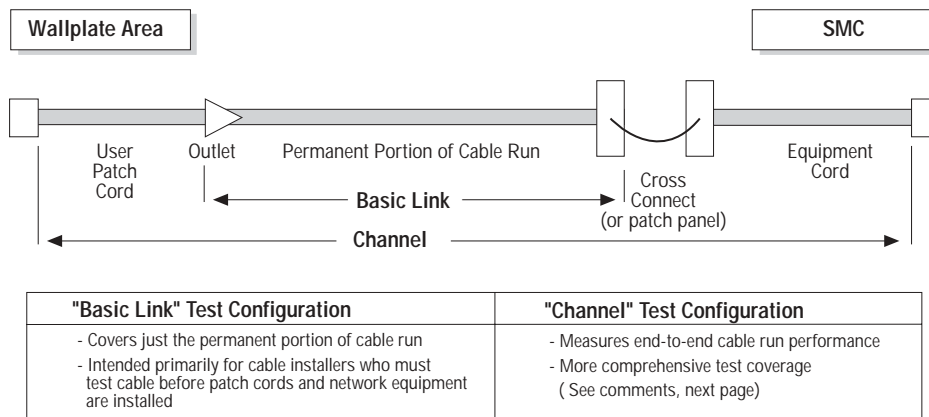 Wallplate Area
SMC
User
Patch
Cord
Outlet
Permanent Portion of Cable Run
Equipment
Cord
Cross
Connect
(or patch panel)
Basic Link
Channel
"Basic Link" Test Configuration
- Covers just the permanent portion of cable run
- Intended primarily for cable installers who must
test cable before patch cords and network equipment
are installed
"Channel" Test Configuration
- Measures end-to-end cable run performance
- More comprehensive test coverage
( See comments, next page)